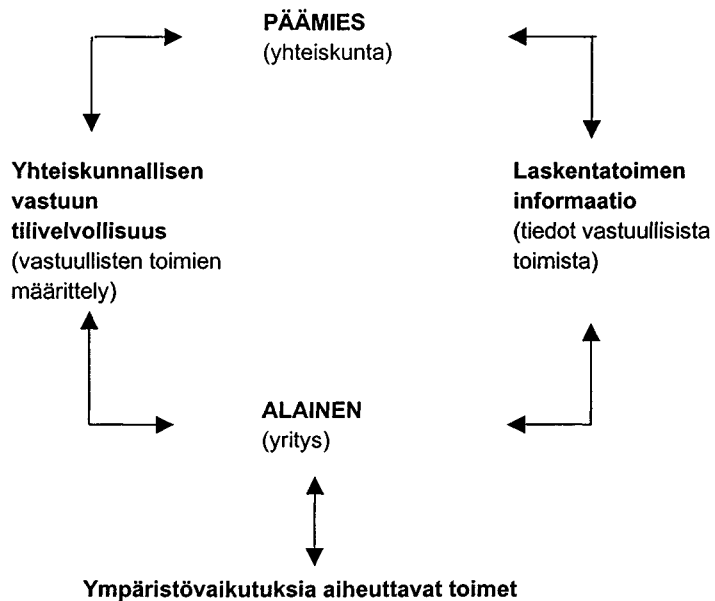 PÄÄMIES
(yhteiskunta)
Yhteiskunnallisen
vastuun
tilivelvollisuus
(vastuullisten toimien
määrittely)
Laskentatoimen
informaatio
(tiedot vastuullisista
toimista)
ALAINEN
(yritys)
Ympäristövaikutuksia aiheuttavat toimet